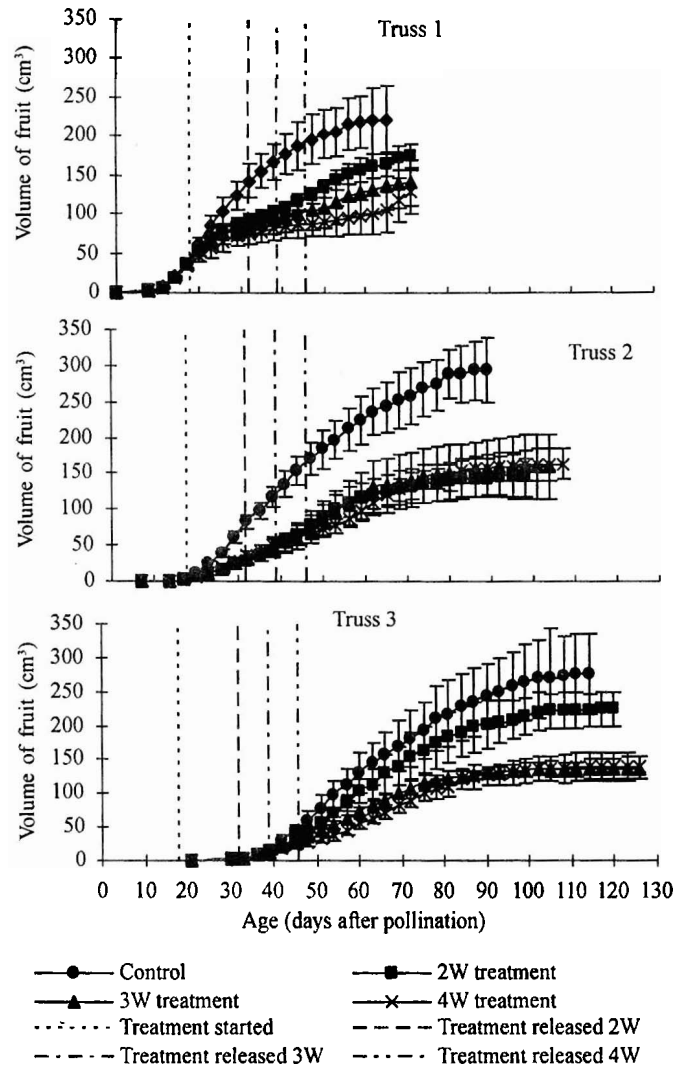 Truss 1
350
300
250
200
150
100
50
0
Volume of fruit (cm³)
Truss 2
350
300
250
200
150
100
50
0
Volume of fruit (cm³)
Truss 3
350
300
250
200
150
100
50
0
Volume of fruit (cm³)
0 10 20 30 40 50 60 70 80 90 100 110 120 130
Age (days after pollination)
Control
2W treatment
3W treatment
4W treatment
Treatment started
Treatment released 2W
Treatment released 3W
Treatment released 4W